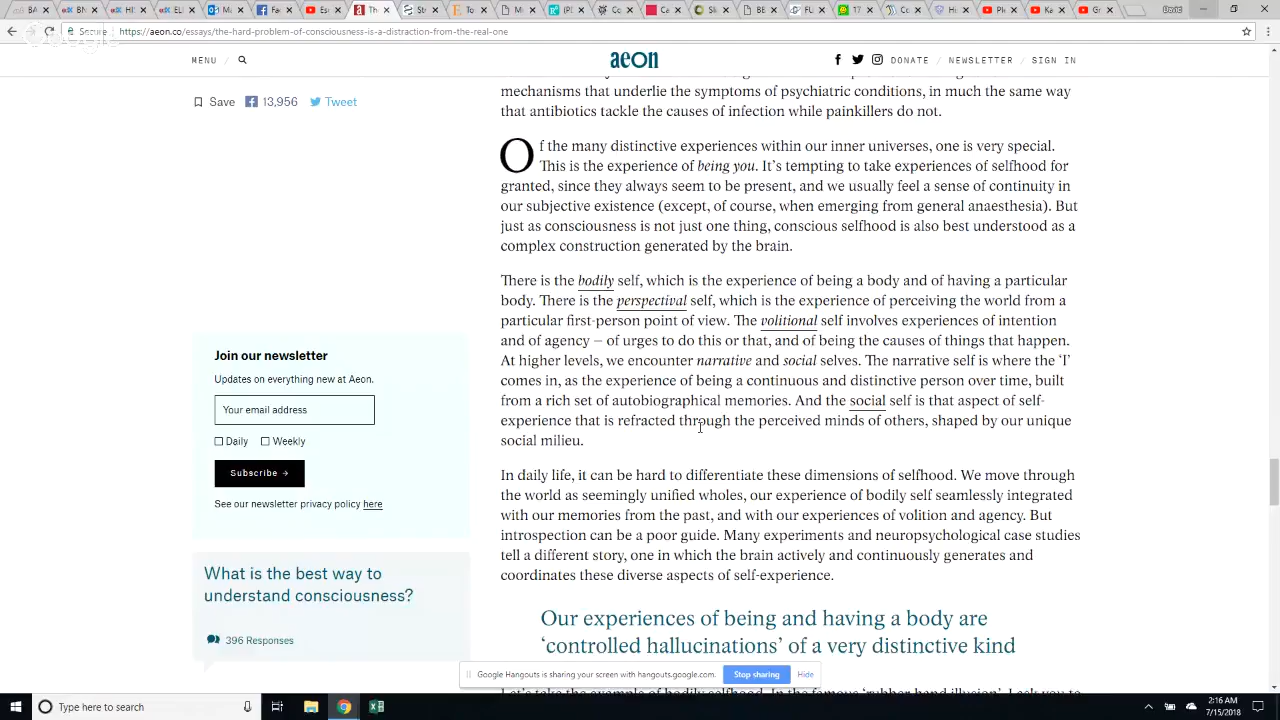 Secure https://aeon.co/essays/the-hard-problem-of-consciousness-is-a-distraction-from-the-real-one
MENU / aeon DONATE / NEWSLETTER / SIGN IN
Save 13,956 Tweet
mechanisms that underlie the symptoms of psychiatric conditions, in much the same way
that antibiotics tackle the causes of infection while painkillers do not.
Of the many distinctive experiences within our inner universes, one is very special.
This is the experience of being you. It’s tempting to take experiences of selfhood for
granted, since they always seem to be present, and we usually feel a sense of continuity in
our subjective existence (except, of course, when emerging from general anaesthesia). But
just as consciousness is not just one thing, conscious selfhood is also best understood as a
complex construction generated by the brain.
There is the bodily self, which is the experience of being a body and of having a particular
body. There is the perspectival self, which is the experience of perceiving the world from a
particular first-person point of view. The volitional self involves experiences of intention
and of agency – of urges to do this or that, and of being the causes of things that happen.
At higher levels, we encounter narrative and social selves. The narrative self is where the ‘I’
comes in, as the experience of being a continuous and distinctive person over time, built
from a rich set of autobiographical memories. And the social self is that aspect of self-
experience that is refracted through the perceived minds of others, shaped by our unique
social milieu.
In daily life, it can be hard to differentiate these dimensions of selfhood. We move through
the world as seemingly unified wholes, our experience of bodily self seamlessly integrated
with our memories from the past, and with our experiences of volition and agency. But
introspection can be a poor guide. Many experiments and neuropsychological case studies
tell a different story, one in which the brain actively and continuously generates and
coordinates these diverse aspects of self-experience.
Our experiences of being and having a body are
‘controlled hallucinations’ of a very distinctive kind
Let’s take the example of bodily selfhood. In the famous ‘rubber hand illusion’, I ask you to
Join our newsletter
Updates on everything new at Aeon.
Your email address
Daily Weekly
Subscribe →
See our newsletter privacy policy here
What is the best way to
understand consciousness?
396 Responses
Google Hangouts is sharing your screen with hangouts.google.com. Stop sharing Hide
Type here to search
2:16 AM
7/15/2018